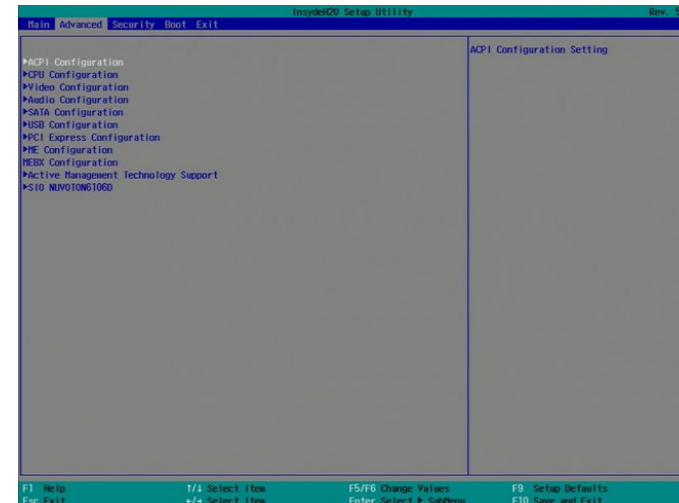 InsydeH20 Setup Utility Rev. 5
Main Advanced Security Boot Exit
ACPI Configuration Setting
▶ACPI Configuration
▶CPU Configuration
▶Video Configuration
▶Audio Configuration
▶SATA Configuration
▶USB Configuration
▶PCI Express Configuration
▶ME Configuration
MEBX Configuration
▶Active Management Technology Support
▶SIO NUVOTON6106D
F1 Help ↑/↓ Select Item F5/F6 Change Values F9 Setup Defaults
Esc Exit ←/→ Select Item Enter Select ▶ SubMenu F10 Save and Exit